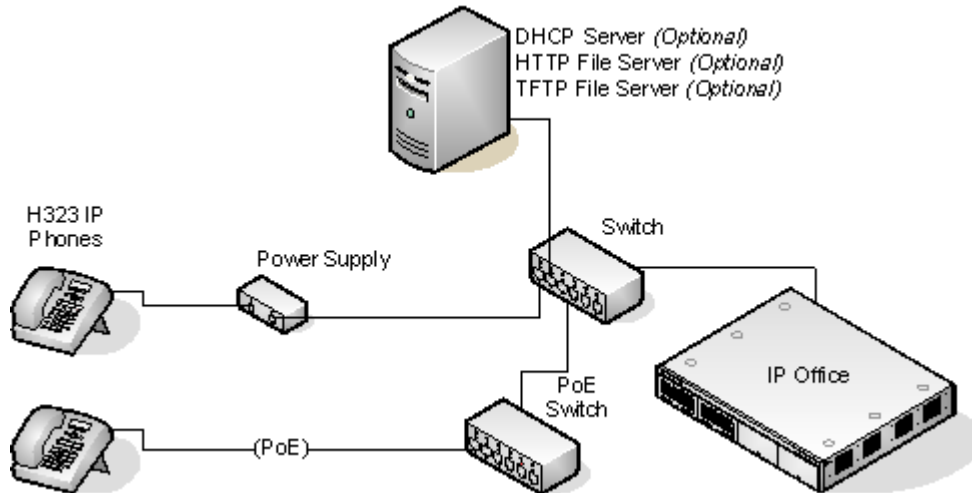 DHCP Server (Optional)
HTTP File Server (Optional)
TFTP File Server (Optional)
H323 IP
Phones
Power Supply
Switch
IP Office
PoE
Switch
(PoE)